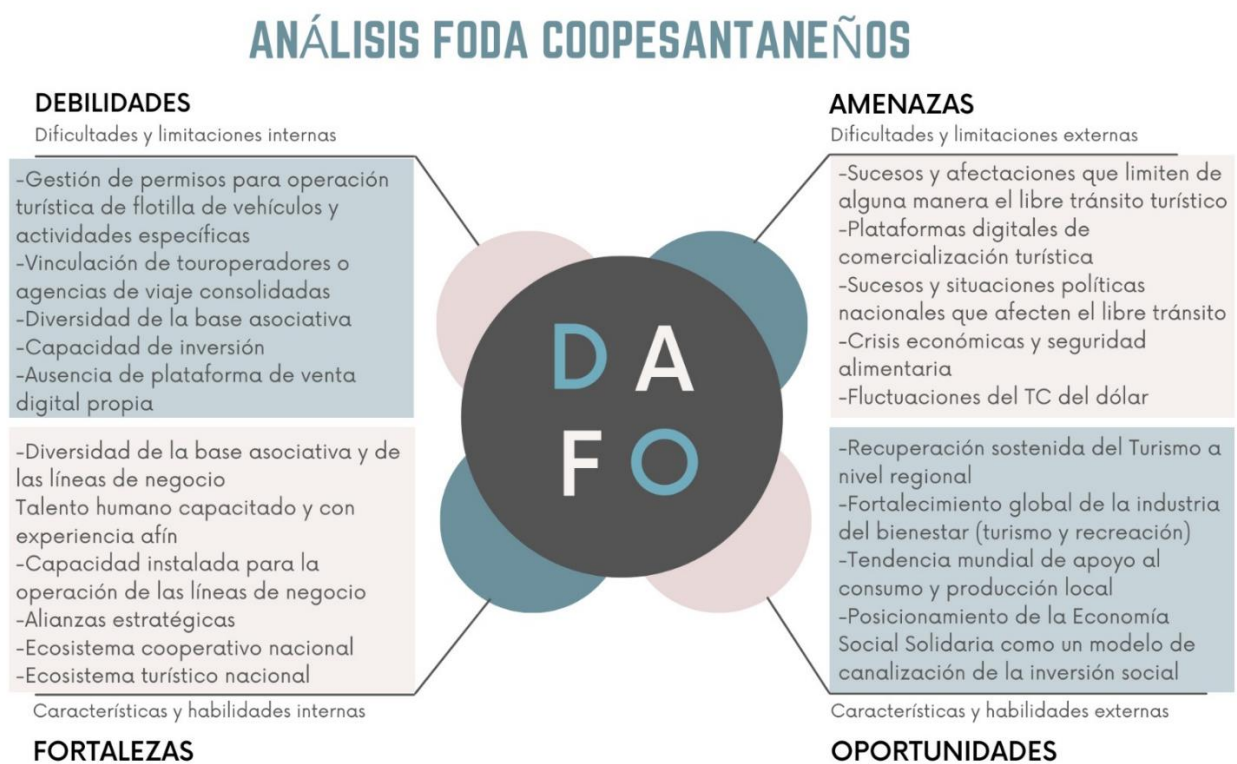 ANÁLISIS FODA COOPESANTANEÑOS
DEBILIDADES
Dificultades y limitaciones internas
-Gestión de permisos para operación
turística de flotilla de vehículos y
actividades específicas
-Vinculación de touroperadores o
agencias de viaje consolidadas
-Diversidad de la base asociativa
-Capacidad de inversión
-Ausencia de plataforma de venta
digital propia
AMENAZAS
Dificultades y limitaciones externas
-Sucesos y afectaciones que limiten de
alguna manera el libre tránsito turístico
-Plataformas digitales de
comercialización turística
-Sucesos y situaciones políticas
nacionales que afecten el libre tránsito
-Crisis económicas y seguridad
alimentaria
-Fluctuaciones del TC del dólar
D A
F O
-Diversidad de la base asociativa y de
las líneas de negocio
Talento humano capacitado y con
experiencia afín
-Capacidad instalada para la
operación de las líneas de negocio
-Alianzas estratégicas
-Ecosistema cooperativo nacional
-Ecosistema turístico nacional
Características y habilidades internas
FORTALEZAS
-Recuperación sostenida del Turismo a
nivel regional
-Fortalecimiento global de la industria
del bienestar (turismo y recreación)
-Tendencia mundial de apoyo al
consumo y producción local
-Posicionamiento de la Economía
Social Solidaria como un modelo de
canalización de la inversión social
Características y habilidades externas
OPORTUNIDADES